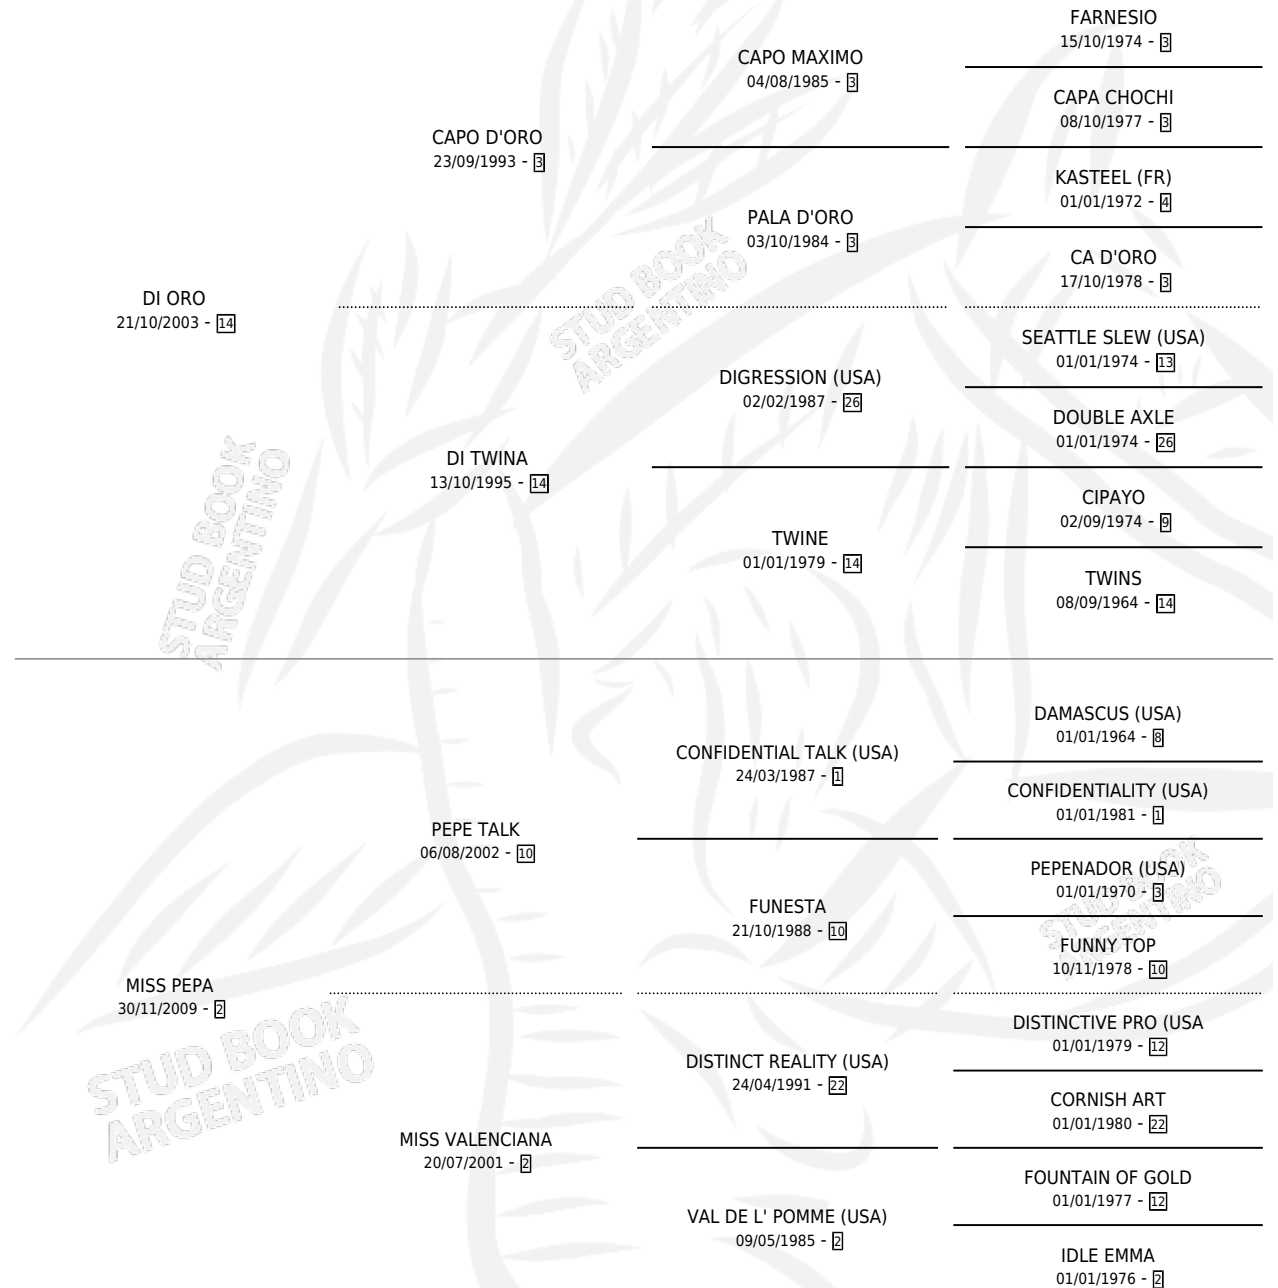 FARNESIO
15/10/1974 - 3
CAPO MAXIMO
04/08/1985 - 3
CAPA CHOCHI
08/10/1977 - 3
CAPO D'ORO
23/09/1993 - 3
KASTEEL (FR)
01/01/1972 - 4
PALA D'ORO
03/10/1984 - 3
CA D'ORO
17/10/1978 - 3
DI ORO
21/10/2003 - 14
STUD BOOK
ARGENTINO
SEATTLE SLEW (USA)
01/01/1974 - 13
DIGRESSION (USA)
02/02/1987 - 26
DOUBLE AXLE
01/01/1974 - 26
DI TWINA
13/10/1995 - 14
CIPAYO
02/09/1974 - 9
TWINE
01/01/1979 - 14
TWINS
08/09/1964 - 14
STUD BOOK
ARGENTINO
DAMASCUS (USA)
01/01/1964 - 8
CONFIDENTIAL TALK (USA)
24/03/1987 - 1
CONFIDENTIALITY (USA)
01/01/1981 - 1
PEPE TALK
06/08/2002 - 10
PEPENADOR (USA)
01/01/1970 - 3
FUNESTA
21/10/1988 - 10
STUD BOOK
ARGENTINO
FUNNY TOP
10/11/1978 - 10
MISS PEPA
30/11/2009 - 2
DISTINCTIVE PRO (USA
01/01/1979 - 12
STUD BOOK
ARGENTINO
DISTINCT REALITY (USA)
24/04/1991 - 22
CORNISH ART
01/01/1980 - 22
MISS VALENCIANA
20/07/2001 - 2
FOUNTAIN OF GOLD
01/01/1977 - 12
VAL DE L' POMME (USA)
09/05/1985 - 2
IDLE EMMA
01/01/1976 - 2